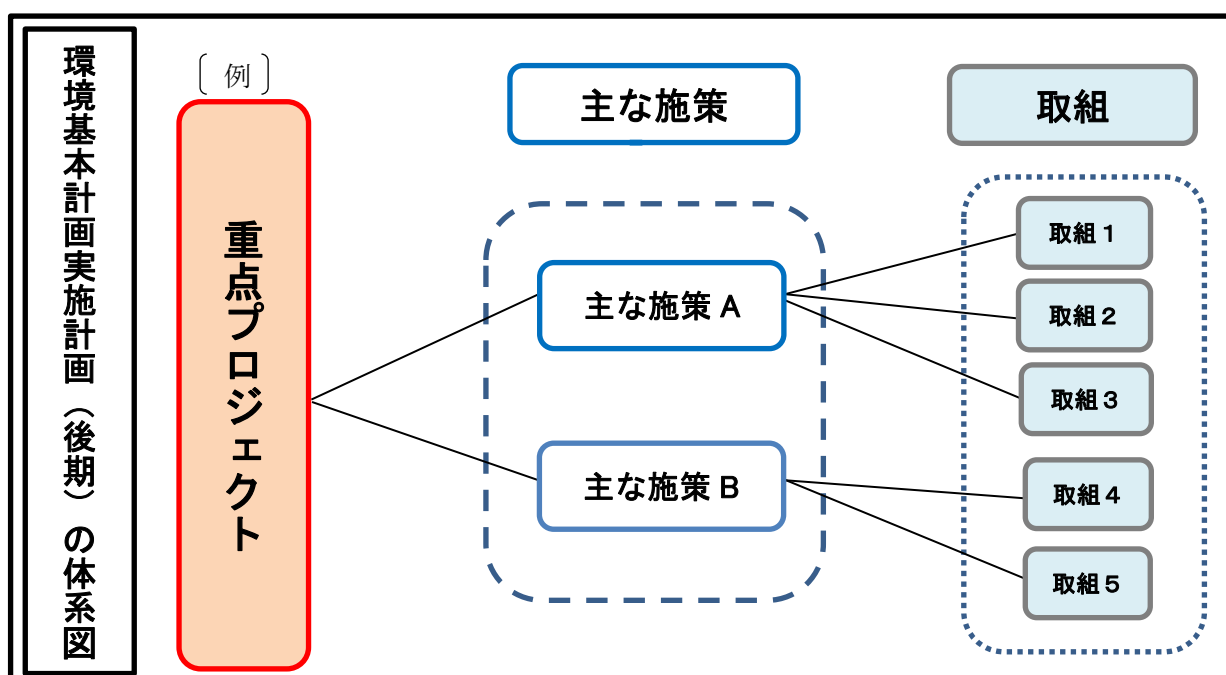 環境基本計画実施計画（後期）の体系図
〔 例 〕
重点プロジェクト
主な施策
取組
主な施策 A
主な施策 B
取組１
取組２
取組３
取組４
取組５